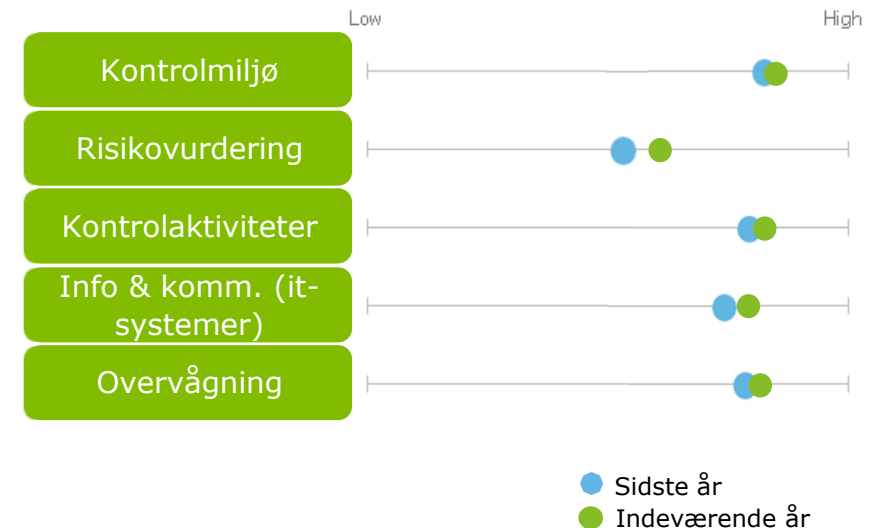 Low
High
Kontrolmiljø
Risikovurdering
Kontrolaktiviteter
Info & komm. (it-
systemer)
Overvågning
Sidste år
Indeværende år